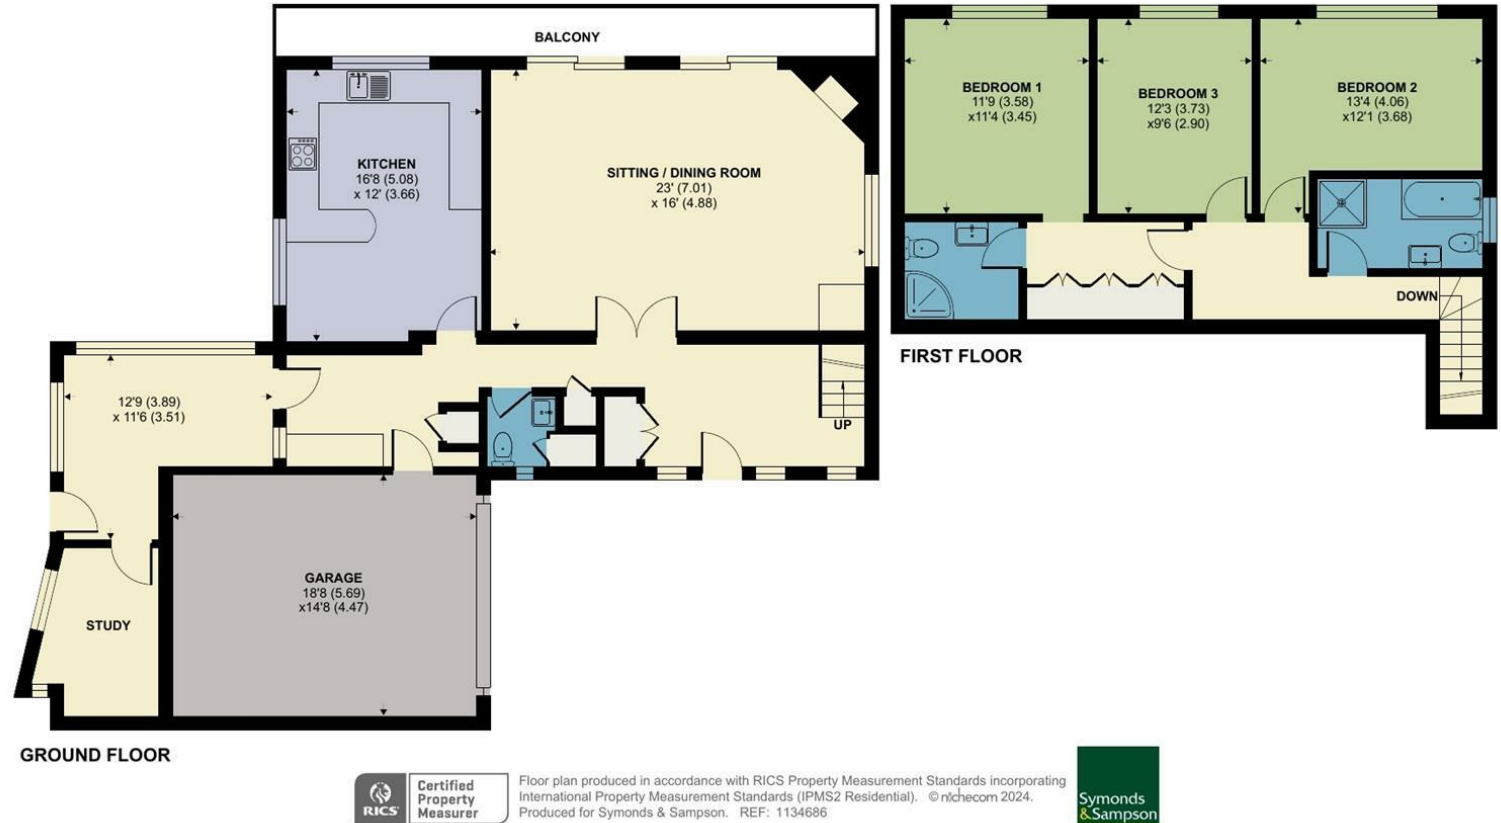 BALCONY
KITCHEN
16'8 (5.08)
x 12' (3.66)
SITTING / DINING ROOM
23' (7.01)
x 16' (4.88)
12'9 (3.89)
x 11'6 (3.51)
UP
STUDY
GARAGE
18'8 (5.69)
x14'8 (4.47)
GROUND FLOOR
BEDROOM 1
11'9 (3.58)
x11'4 (3.45)
BEDROOM 3
12'3 (3.73)
x9'6 (2.90)
BEDROOM 2
13'4 (4.06)
x12'1 (3.68)
DOWN
FIRST FLOOR
RICS
Certified
Property
Measurer
Floor plan produced in accordance with RICS Property Measurement Standards incorporating
International Property Measurement Standards (IPMS2 Residential). © nichecom 2024.
Produced for Symonds & Sampson. REF: 1134686
Symonds
&Sampson